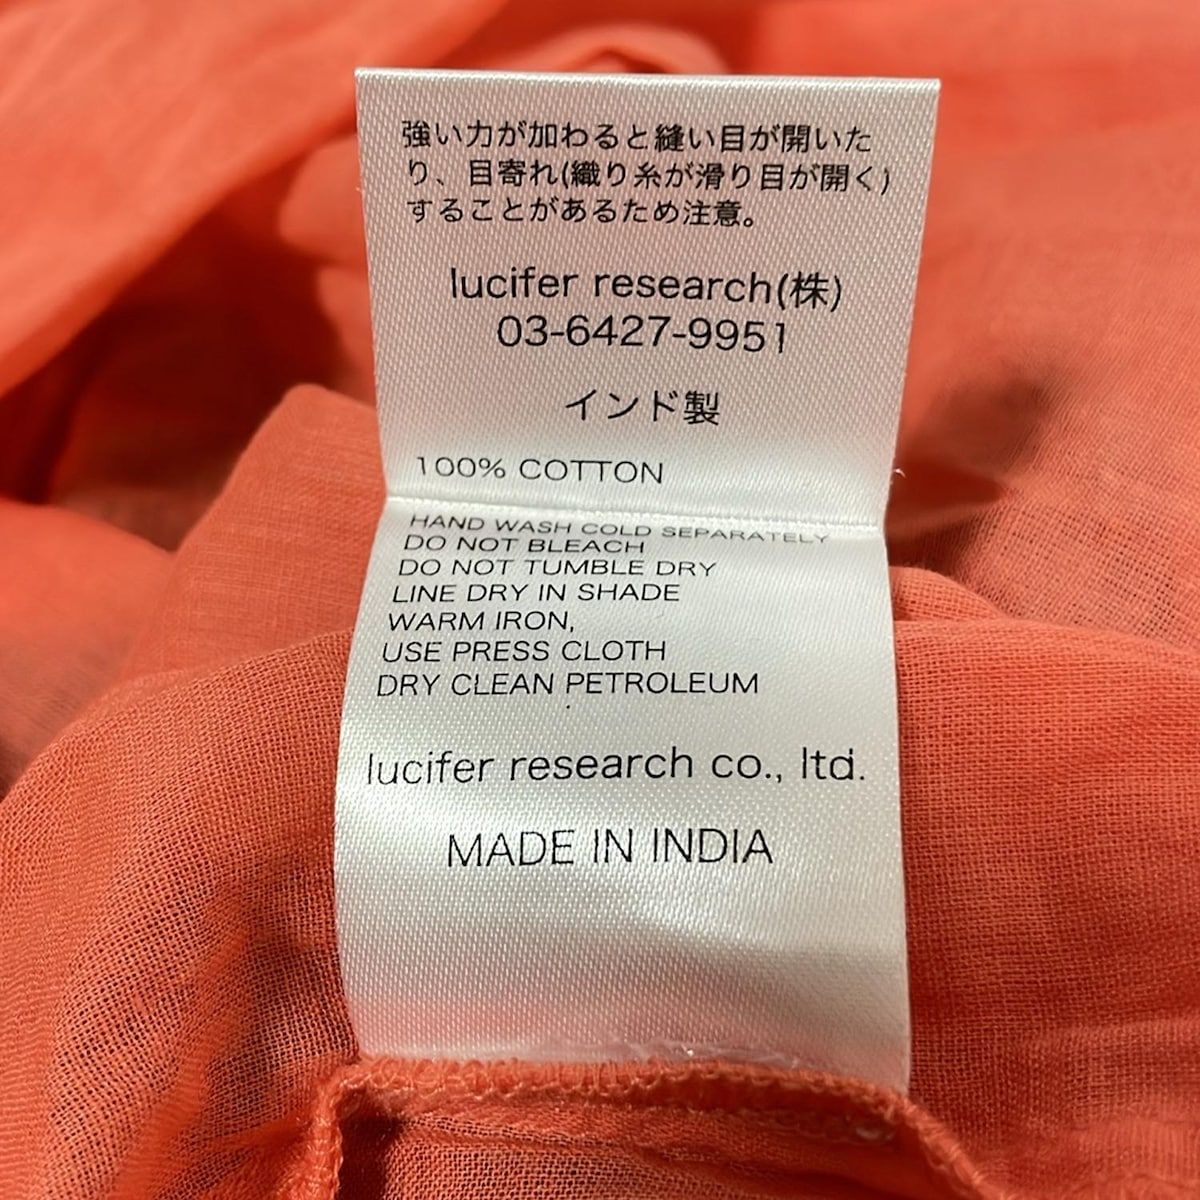 強い力が加わると縫い目が開いた
り、目寄れ(織り糸が滑り目が開く)
することがあるため注意。
lucifer research(株)
03-6427-9951
インド製
100% COTTON
HAND WASH COLD SEPARATELY
DO NOT BLEACH
DO NOT TUMBLE DRY
LINE DRY IN SHADE
WARM IRON,
USE PRESS CLOTH
DRY CLEAN PETROLEUM
lucifer research co., ltd.
MADE IN INDIA